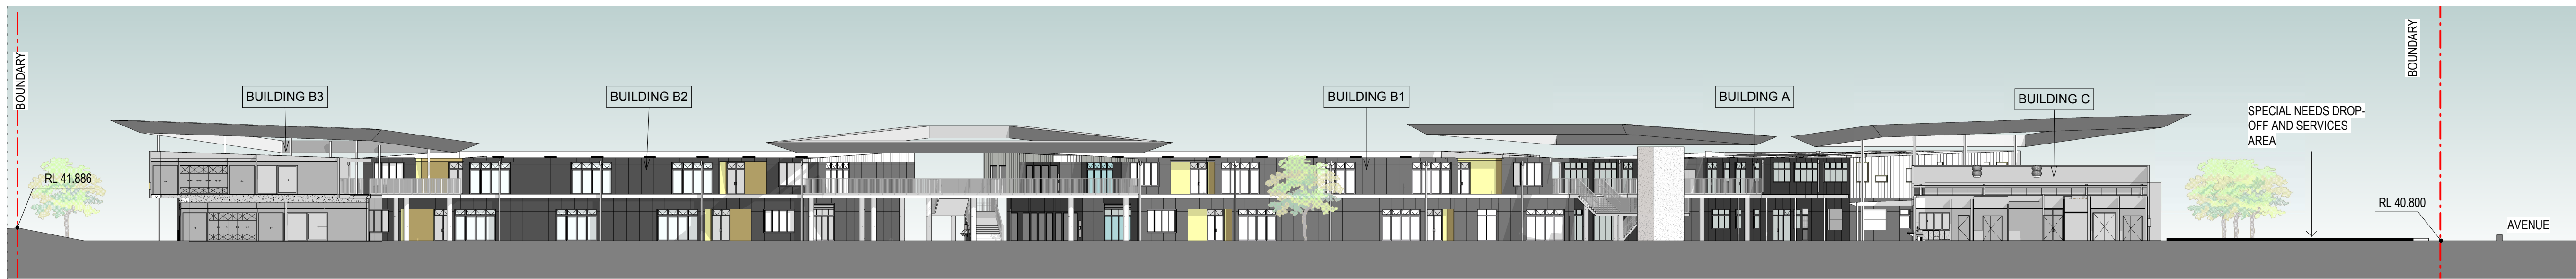 BOUNDARY
RL 41.886
BUILDING B3
BUILDING B2
BUILDING B1
BUILDING A
BUILDING C
SPECIAL NEEDS DROP-
OFF AND SERVICES
AREA
BOUNDARY
RL 40.800
AVENUE